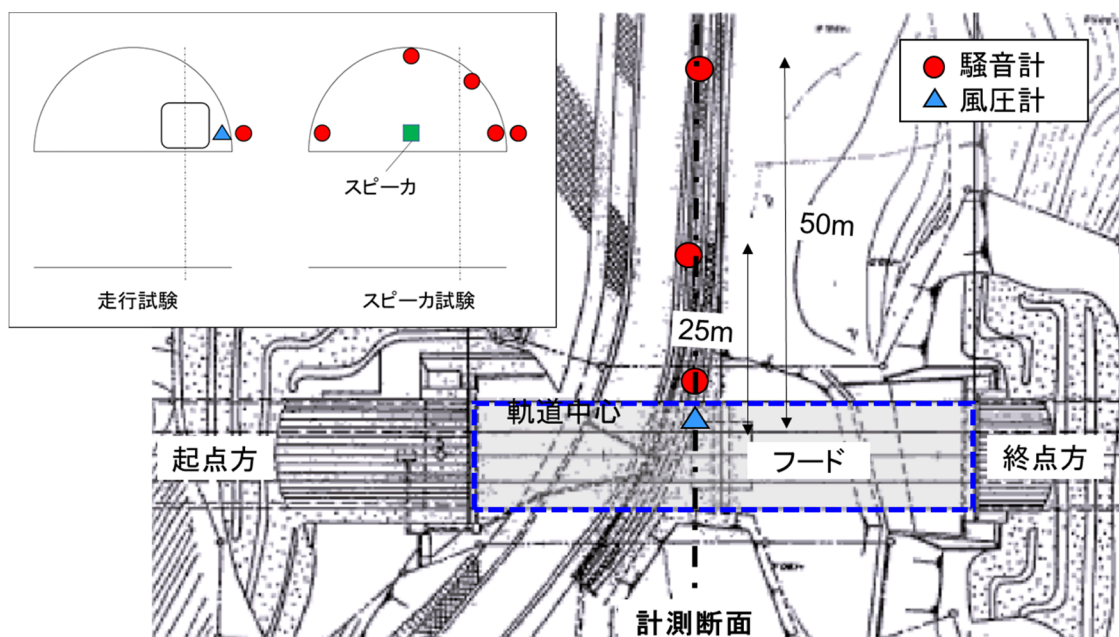 スピーカ
走行試験
スピーカ試験
騒音計
風圧計
50m
25m
軌道中心
起点方
フード
終点方
計測断面